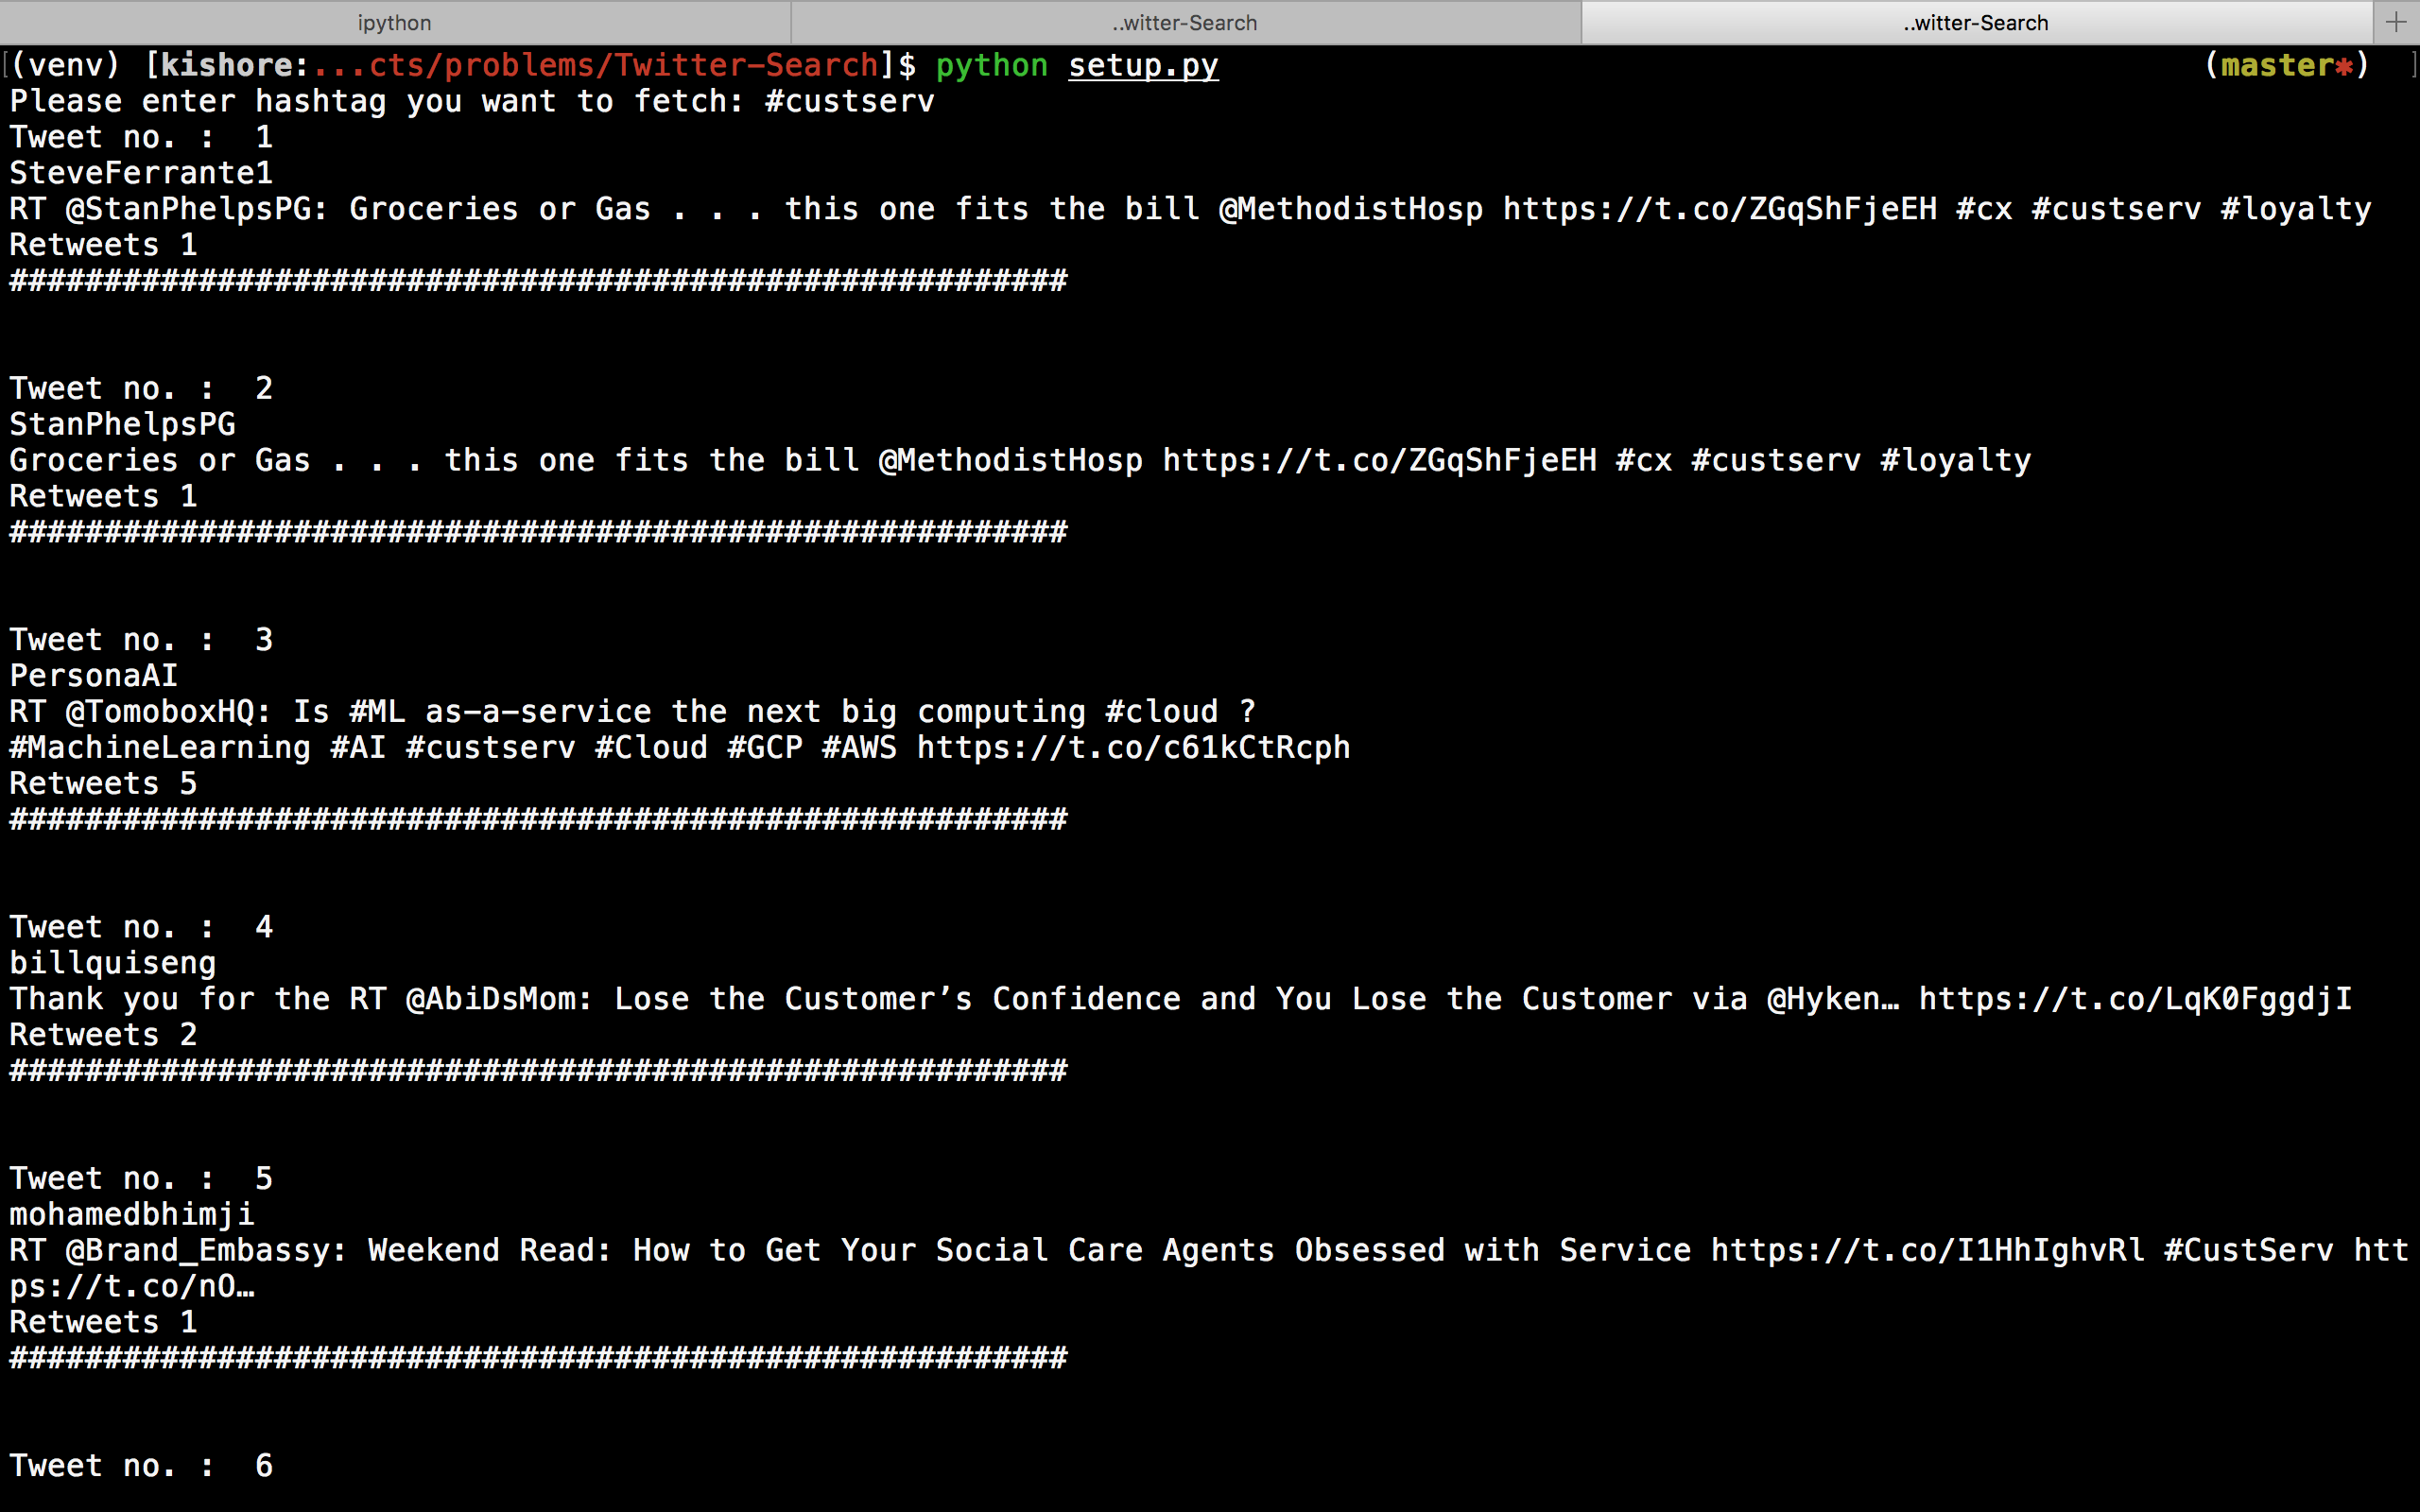 ipython
..witter-Search
..witter-Search
(venv) [kishore:...cts/problems/Twitter-Search]$ python setup.py (master✱)
Please enter hashtag you want to fetch: #custserv
Tweet no. :  1
SteveFerrante1
RT @StanPhelpsPG: Groceries or Gas . . . this one fits the bill @MethodistHosp https://t.co/ZGqShFjeEH #cx #custserv #loyalty
Retweets 1
########################################################
Tweet no. :  2
StanPhelpsPG
Groceries or Gas . . . this one fits the bill @MethodistHosp https://t.co/ZGqShFjeEH #cx #custserv #loyalty
Retweets 1
########################################################
Tweet no. :  3
PersonaAI
RT @TomoboxHQ: Is #ML as-a-service the next big computing #cloud ?
#MachineLearning #AI #custserv #Cloud #GCP #AWS https://t.co/c61kCtRcph
Retweets 5
########################################################
Tweet no. :  4
billquiseng
Thank you for the RT @AbiDsMom: Lose the Customer’s Confidence and You Lose the Customer via @Hyken… https://t.co/LqK0FggdjI
Retweets 2
########################################################
Tweet no. :  5
mohamedbhimji
RT @Brand_Embassy: Weekend Read: How to Get Your Social Care Agents Obsessed with Service https://t.co/I1HhIghvRl #CustServ htt
ps://t.co/nO…
Retweets 1
########################################################
Tweet no. :  6